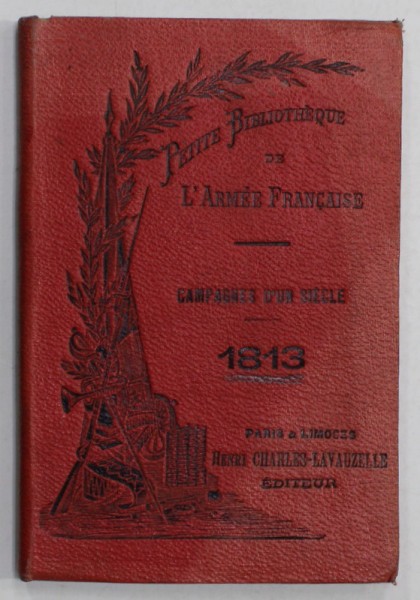 PETITE BIBLIOTHÈQUE
DE
L'ARMÉE FRANÇAISE
CAMPAGNES D'UN SIÈCLE
1813
PARIS & LIMOGES
HENRI CHARLES-LAVAUZELLE
ÉDITEUR